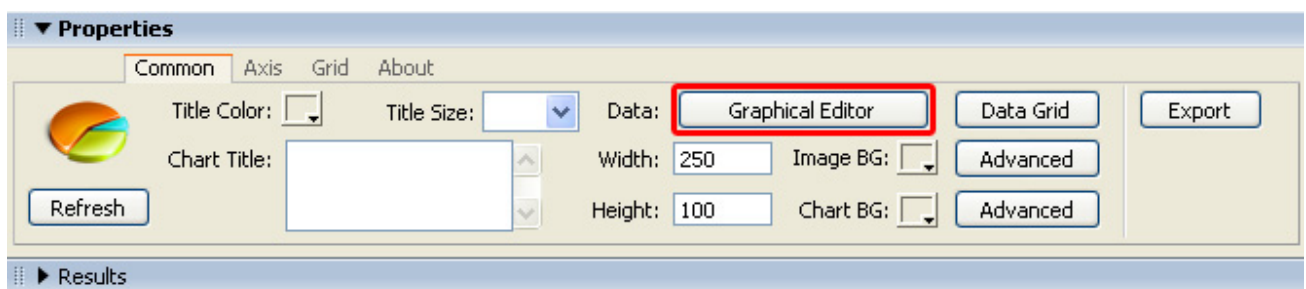 Properties
Common Axis Grid About
Title Color: Title Size: Data: Graphical Editor Data Grid Export
Chart Title: Width: 250 Image BG: Advanced
Refresh Height: 100 Chart BG: Advanced
Results